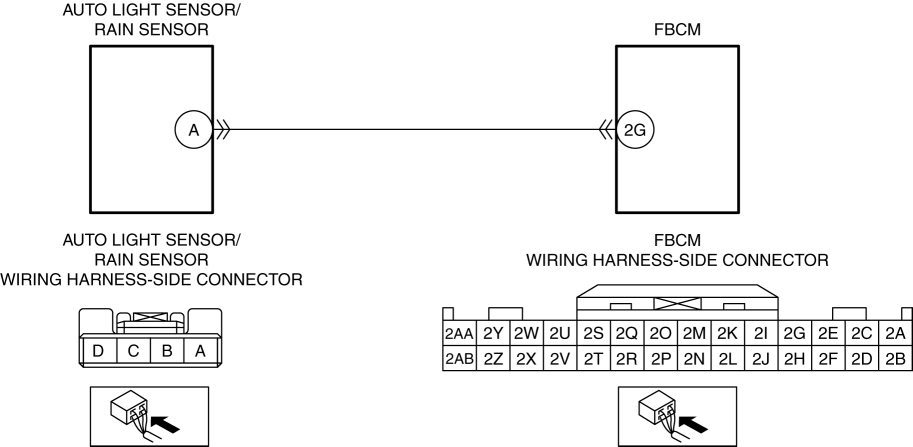 AUTO LIGHT SENSOR/
RAIN SENSOR
FBCM
A
2G
AUTO LIGHT SENSOR/
RAIN SENSOR
WIRING HARNESS-SIDE CONNECTOR
FBCM
WIRING HARNESS-SIDE CONNECTOR
D C B A
2AA 2Y 2W 2U 2S 2Q 2O 2M 2K 2I 2G 2E 2C 2A
2AB 2Z 2X 2V 2T 2R 2P 2N 2L 2J 2H 2F 2D 2B